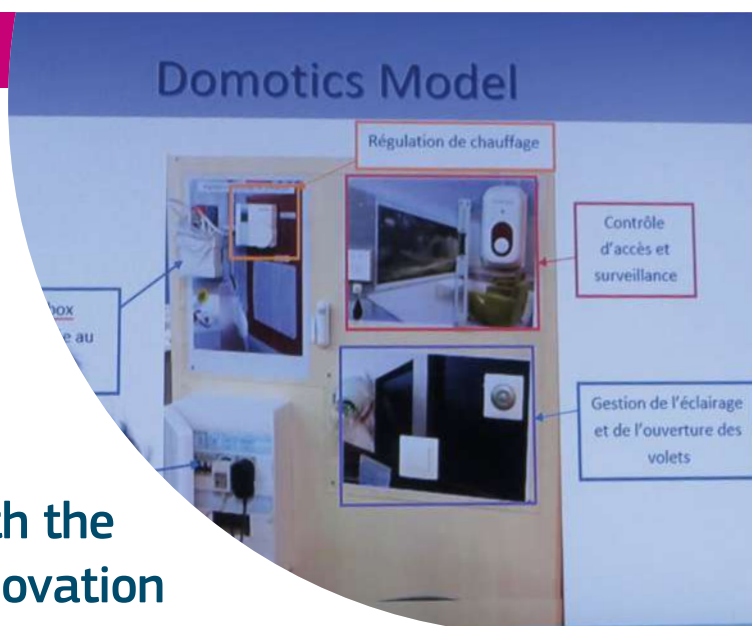 Domotics Model
Régulation de chauffage
Contrôle
d'accès et
surveillance
box
e au
Gestion de l'éclairage
et de l'ouverture des
volets
th the
ovation